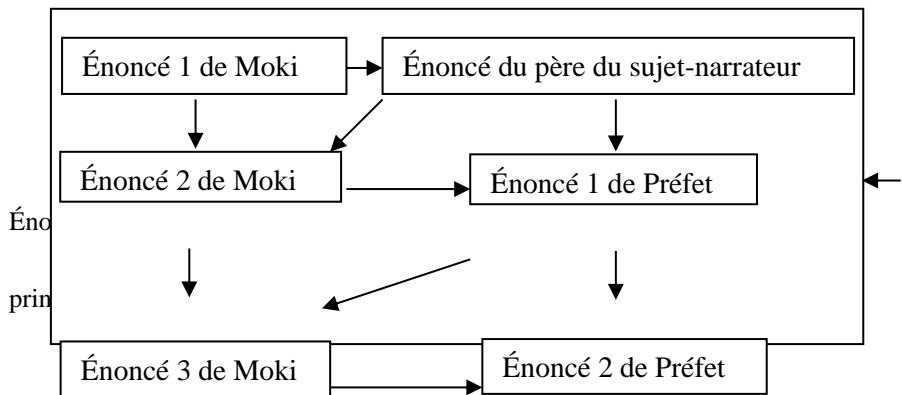 Énoncé 1 de Moki
Énoncé du père du sujet-narrateur
Énoncé 2 de Moki
Énoncé 1 de Préfet
Éno
prin
Énoncé 3 de Moki
Énoncé 2 de Préfet